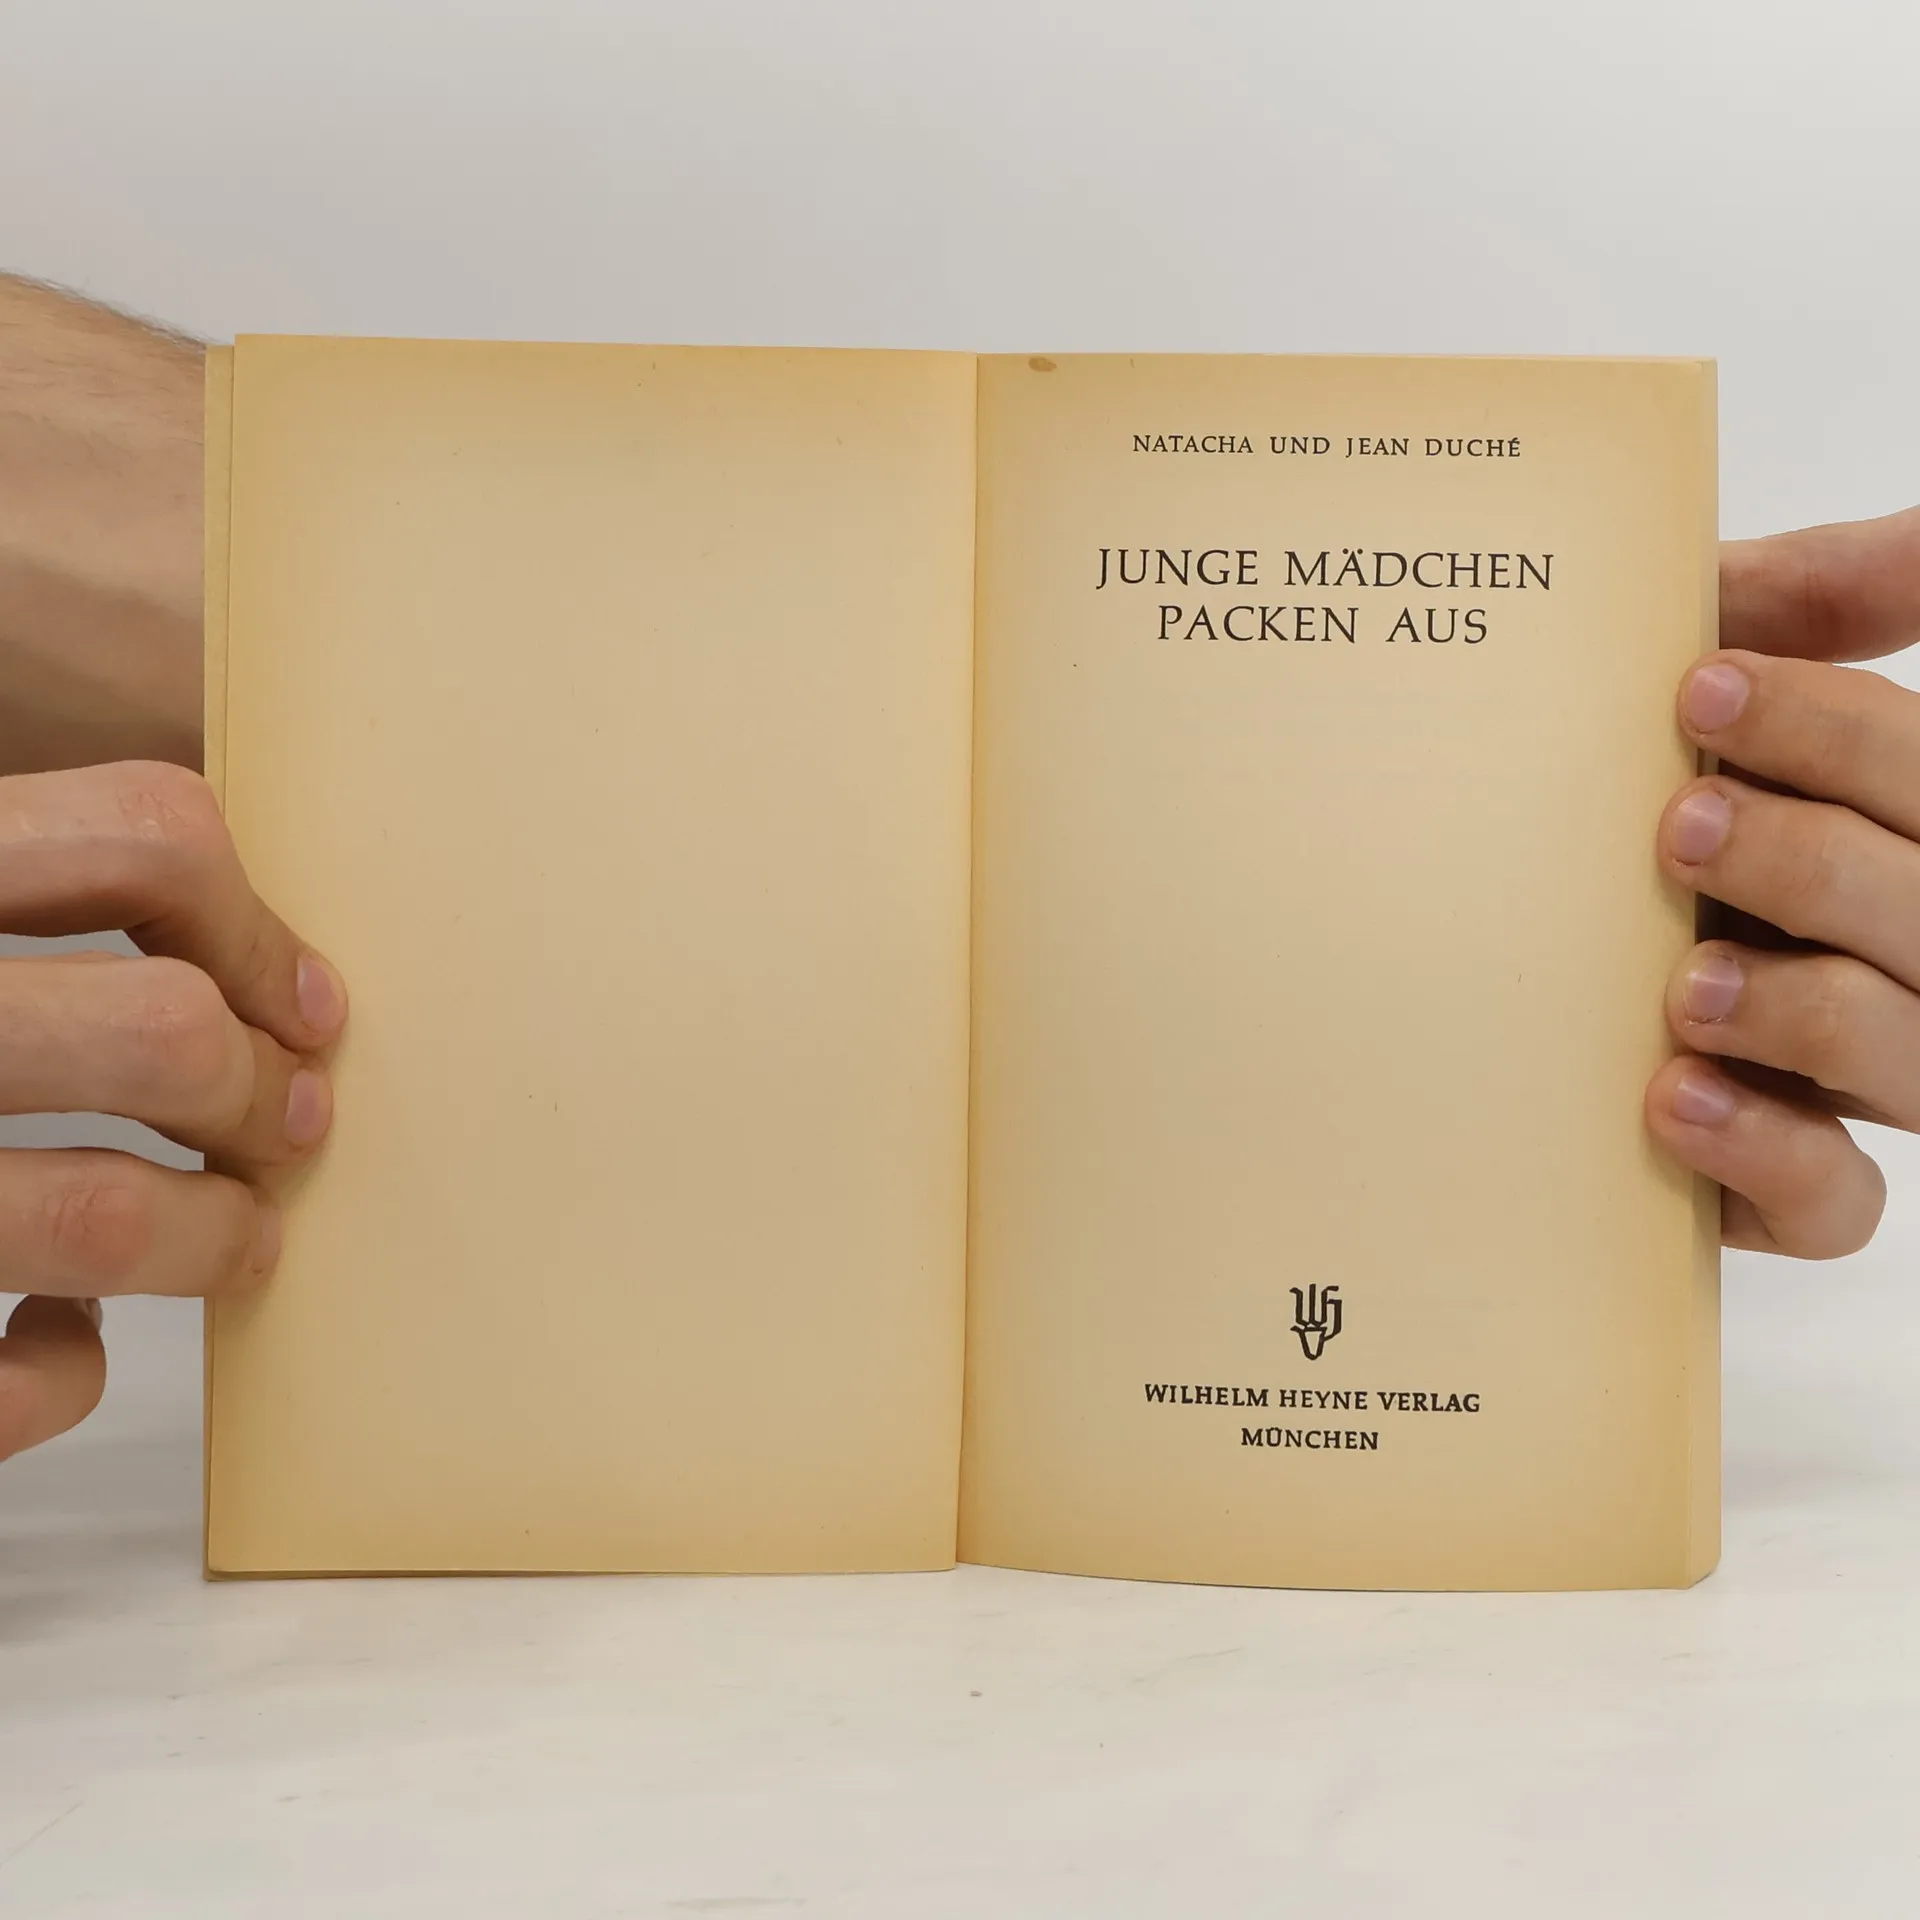 NATACHA UND JEAN DUCHÉ
JUNGE MÄDCHEN
PACKEN AUS
WILHELM HEYNE VERLAG
MÜNCHEN